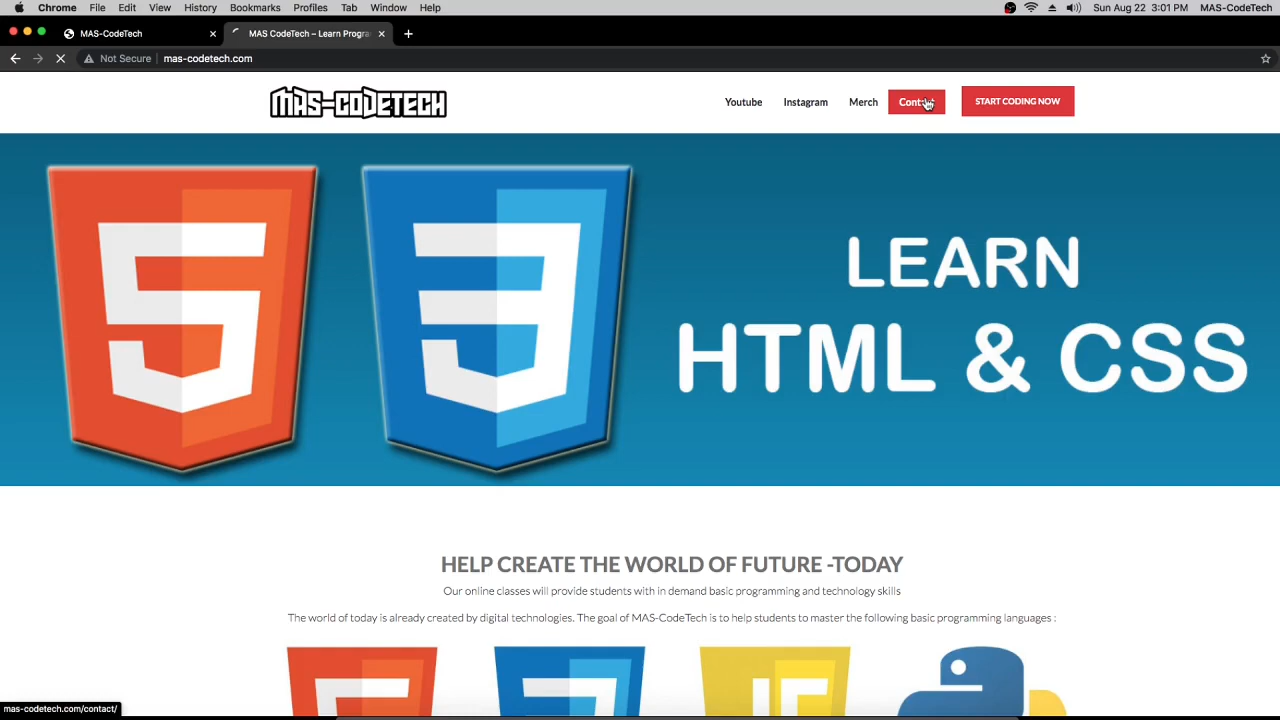 Chrome File Edit View History Bookmarks Profiles Tab Window Help Sun Aug 22 3:01 PM MAS-CodeTech
MAS-CodeTech MAS CodeTech – Learn Progra
Not Secure mas-codetech.com
MAS-CODETECH Youtube Instagram Merch Contact START CODING NOW
LEARN
HTML & CSS
HELP CREATE THE WORLD OF FUTURE -TODAY
Our online classes will provide students with in demand basic programming and technology skills
The world of today is already created by digital technologies. The goal of MAS-CodeTech is to help students to master the following basic programming languages :
mas-codetech.com/contact/